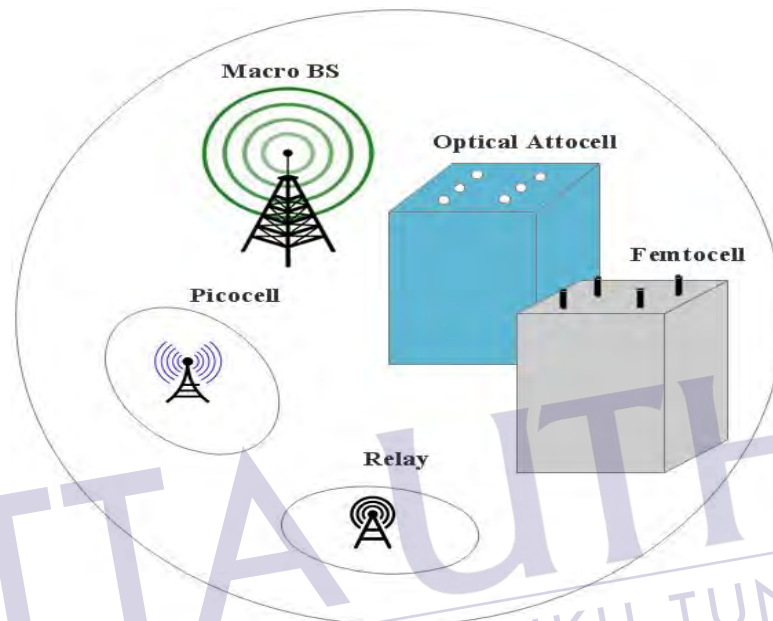 Macro BS
Optical Attocell
Femtocell
Picocell
Relay